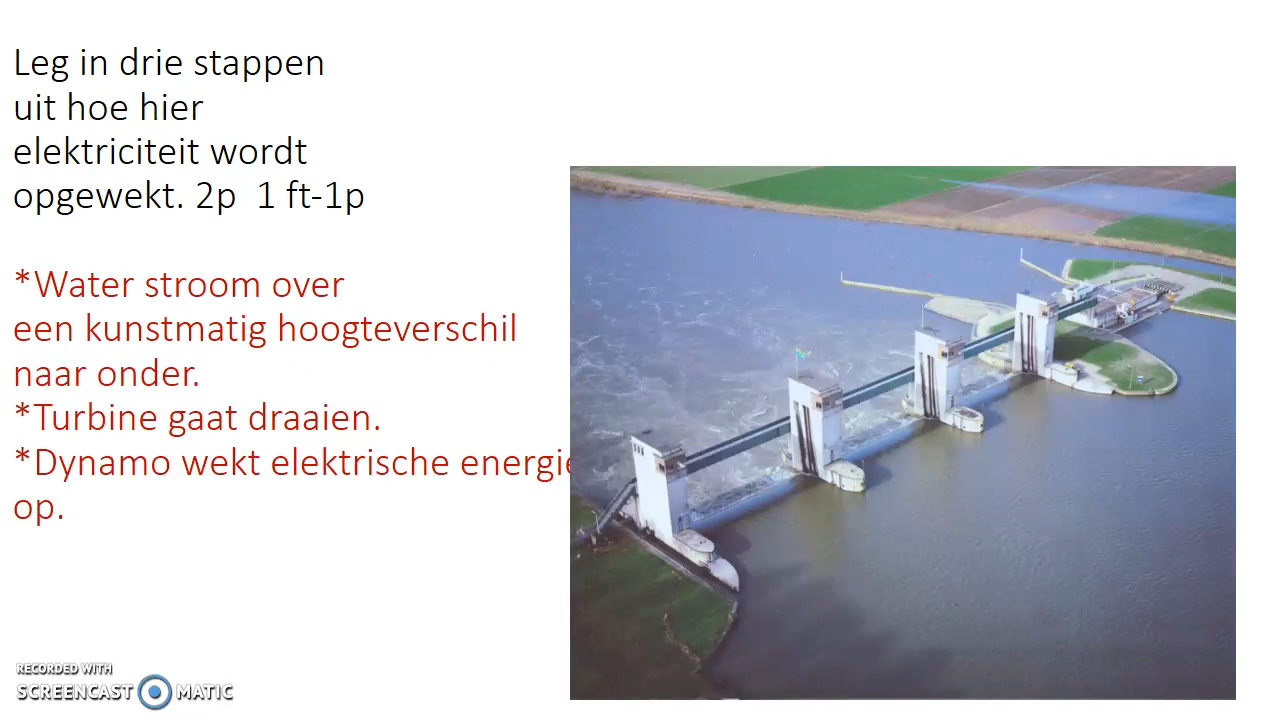 Leg in drie stappen
uit hoe hier
elektriciteit wordt
opgewekt. 2p  1 ft-1p
*Water stroom over
een kunstmatig hoogteverschil
naar onder.
*Turbine gaat draaien.
*Dynamo wekt elektrische energie
op.
RECORDED WITH
SCREENCAST MATIC